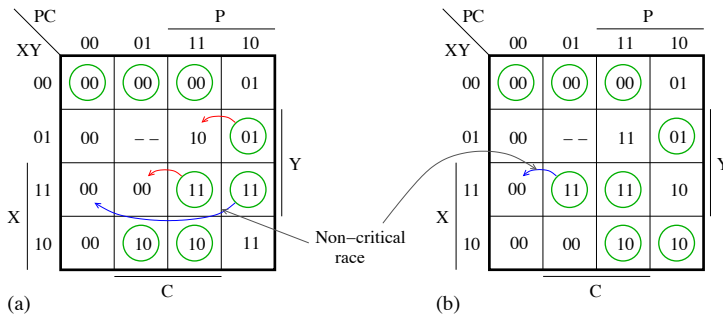 PC P
XY 00 01 11 10
00 00 00 00 01
01 00 – – 10 01
11 00 00 11 11
10 00 10 10 11
X Y
C
(a)
Non–critical
race
PC P
XY 00 01 11 10
00 00 00 00 01
01 00 – – 11 01
11 00 11 11 10
10 00 00 10 10
X Y
C
(b)